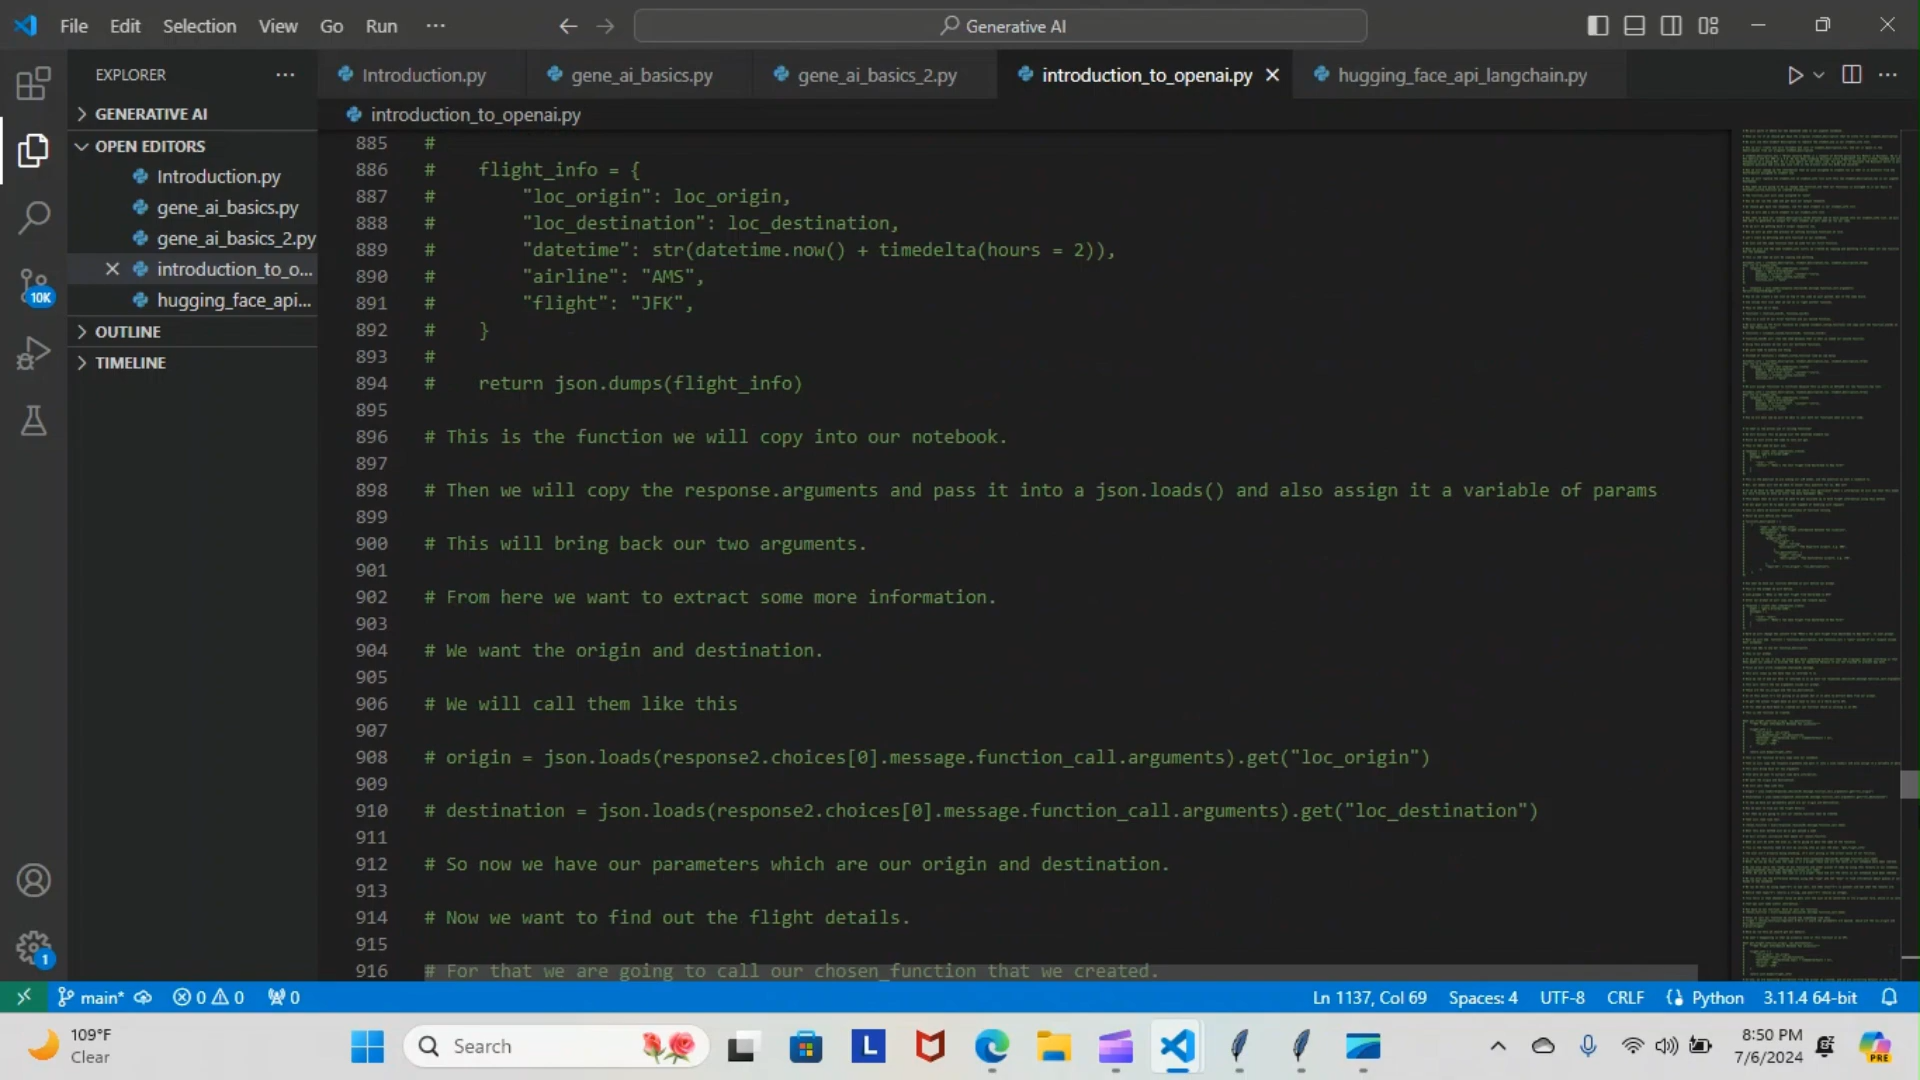 File Edit Selection View Go Run ··· Generative AI
EXPLORER ···
Introduction.py gene_ai_basics.py gene_ai_basics_2.py introduction_to_openai.py hugging_face_api_langchain.py
GENERATIVE AI
introduction_to_openai.py
OPEN EDITORS
Introduction.py
gene_ai_basics.py
gene_ai_basics_2.py
introduction_to_o...
hugging_face_api...
OUTLINE
TIMELINE
10K
885 #
886 #    flight_info = {
887 #        "loc_origin": loc_origin,
888 #        "loc_destination": loc_destination,
889 #        "datetime": str(datetime.now() + timedelta(hours = 2)),
890 #        "airline": "AMS",
891 #        "flight": "JFK",
892 #    }
893 #
894 #    return json.dumps(flight_info)
895
896 # This is the function we will copy into our notebook.
897
898 # Then we will copy the response.arguments and pass it into a json.loads() and also assign it a variable of params
899
900 # This will bring back our two arguments.
901
902 # From here we want to extract some more information.
903
904 # We want the origin and destination.
905
906 # We will call them like this
907
908 # origin = json.loads(response2.choices[0].message.function_call.arguments).get("loc_origin")
909
910 # destination = json.loads(response2.choices[0].message.function_call.arguments).get("loc_destination")
911
912 # So now we have our parameters which are our origin and destination.
913
914 # Now we want to find out the flight details.
915
916 # For that we are going to call our chosen_function that we created.
1
main* 0 0 0 Ln 1137, Col 69 Spaces: 4 UTF-8 CRLF Python 3.11.4 64-bit
109°F
Clear
Search
L
PRE
8:50 PM
7/6/2024